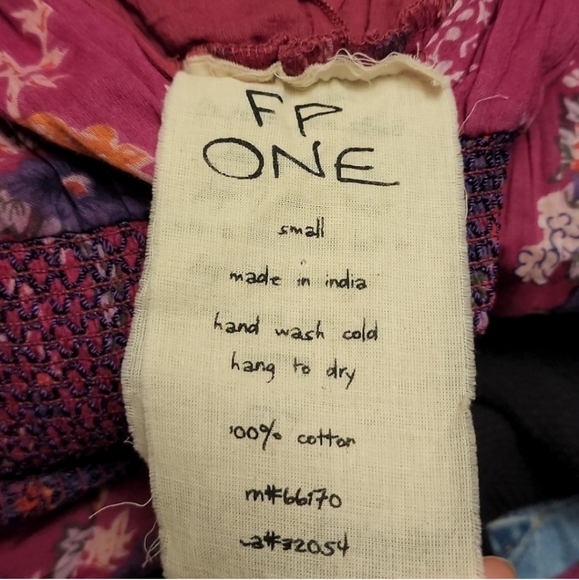 FP
ONE
small
made in india
hand wash cold
hang to dry
100% cotton
m#66170